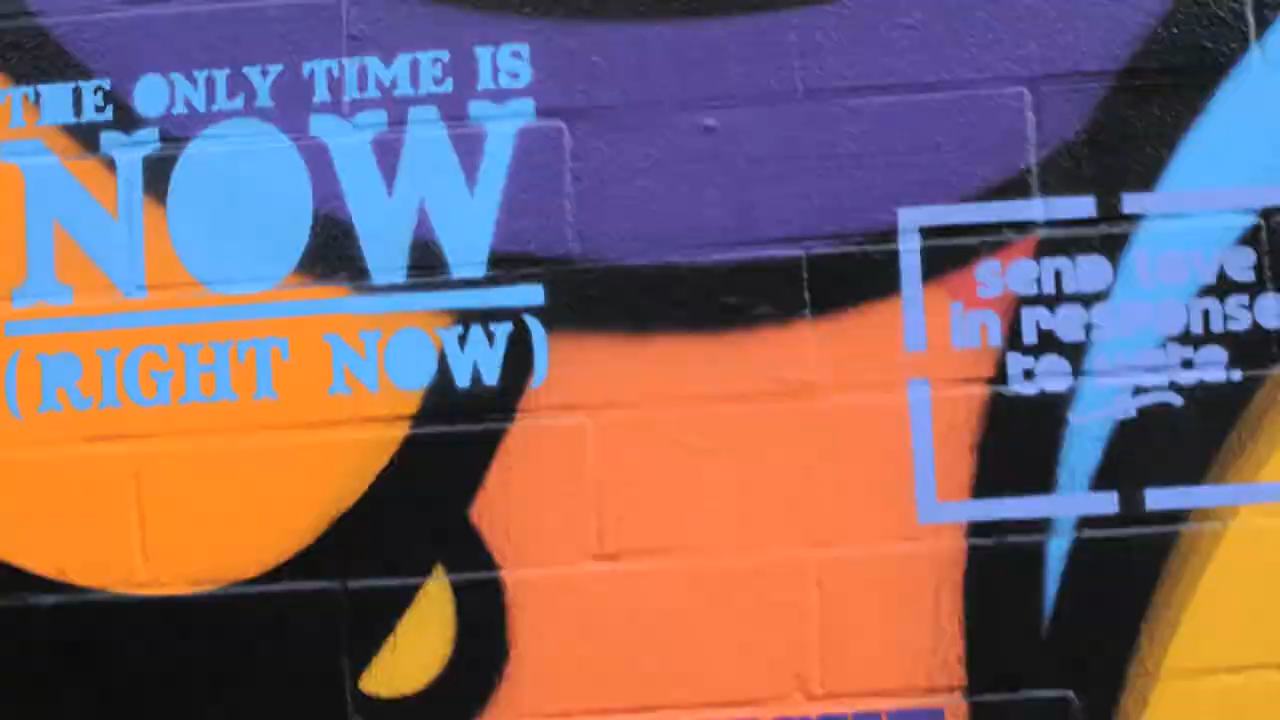 THE ONLY TIME IS
NOW
(RIGHT NOW)
send love
in response
to hate.